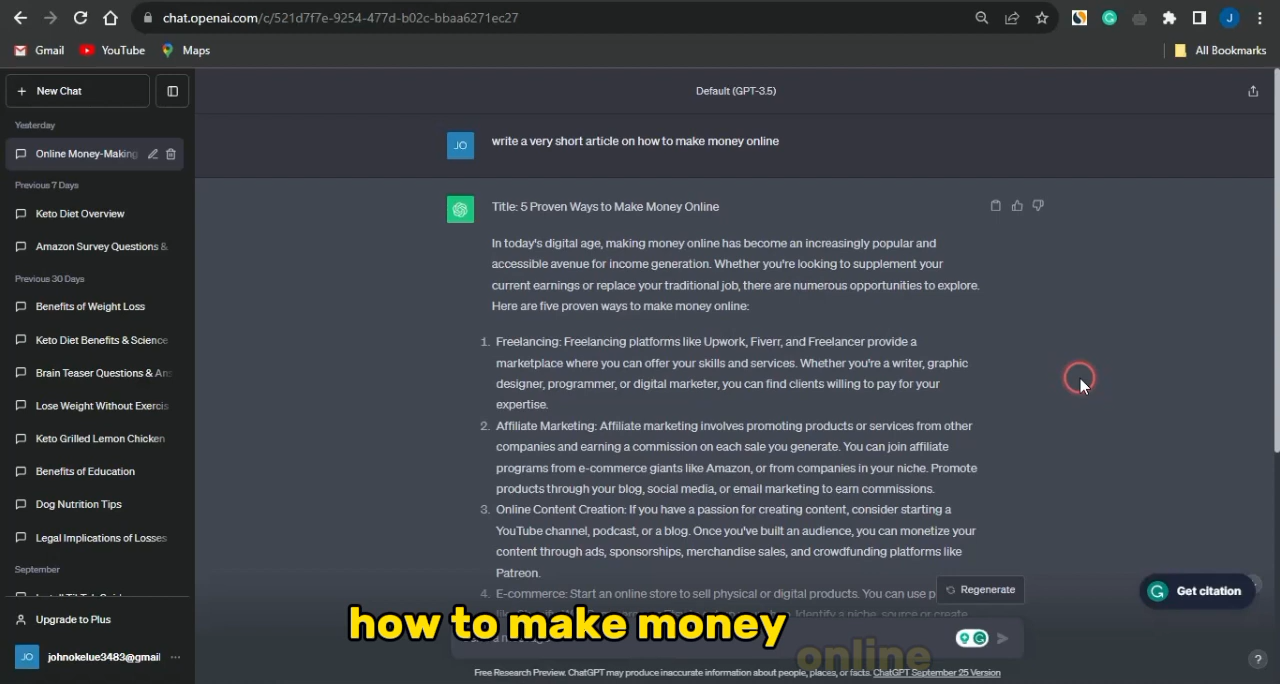 chat.openai.com/c/521d7f7e-9254-477d-b02c-bbaa6271ec27
J
Gmail YouTube Maps All Bookmarks
New Chat
Default (GPT-3.5)
Yesterday
Online Money-Making
Previous 7 Days
Keto Diet Overview
Amazon Survey Questions &
Previous 30 Days
Benefits of Weight Loss
Keto Diet Benefits & Science
Brain Teaser Questions & Ans
Lose Weight Without Exercis
Keto Grilled Lemon Chicken
Benefits of Education
Dog Nutrition Tips
Legal Implications of Losses
September
Upgrade to Plus
JO johnokelue3483@gmail
JO write a very short article on how to make money online
Title: 5 Proven Ways to Make Money Online
In today's digital age, making money online has become an increasingly popular and
accessible avenue for income generation. Whether you're looking to supplement your
current earnings or replace your traditional job, there are numerous opportunities to explore.
Here are five proven ways to make money online:
1. Freelancing: Freelancing platforms like Upwork, Fiverr, and Freelancer provide a
marketplace where you can offer your skills and services. Whether you're a writer, graphic
designer, programmer, or digital marketer, you can find clients willing to pay for your
expertise.
2. Affiliate Marketing: Affiliate marketing involves promoting products or services from other
companies and earning a commission on each sale you generate. You can join affiliate
programs from e-commerce giants like Amazon, or from companies in your niche. Promote
products through your blog, social media, or email marketing to earn commissions.
3. Online Content Creation: If you have a passion for creating content, consider starting a
YouTube channel, podcast, or a blog. Once you've built an audience, you can monetize your
content through ads, sponsorships, merchandise sales, and crowdfunding platforms like
Patreon.
4. E-commerce: Start an online store to sell physical or digital products. You can use p
Regenerate
Get citation
how to make money
online
Free Research Preview. ChatGPT may produce inaccurate information about people, places, or facts. ChatGPT September 25 Version
?